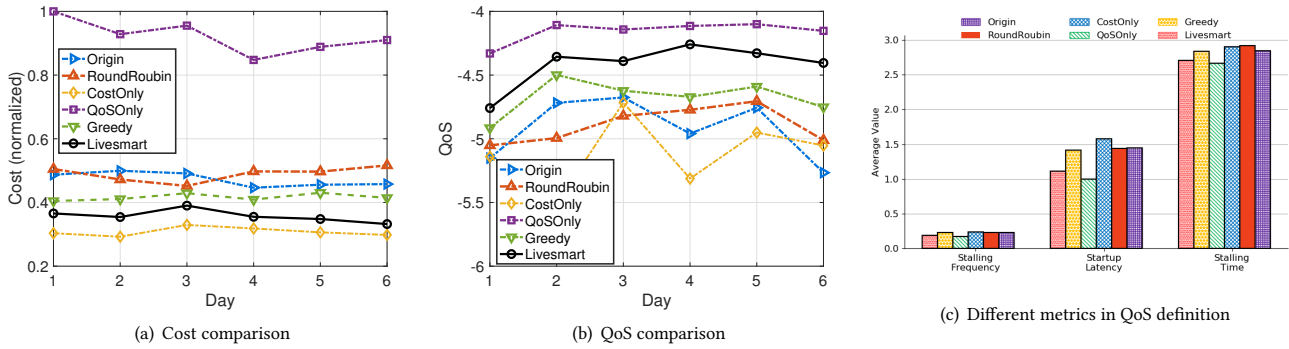 1
0.8
0.6
0.4
0.2
Cost (normalized)
Origin
RoundRoubin
CostOnly
QoSOnly
Greedy
Livesmart
1 2 3 4 5 6
Day
(a) Cost comparison
-4
-4.5
-5
-5.5
-6
QoS
Origin
RoundRoubin
CostOnly
QoSOnly
Greedy
Livesmart
1 2 3 4 5 6
Day
(b) QoS comparison
Origin CostOnly Greedy
RoundRobin QoSOnly Livesmart
3.0
2.5
2.0
1.5
1.0
0.5
0.0
Average Value
Stalling Startup Stalling
Frequency Latency Time
(c) Different metrics in QoS definition